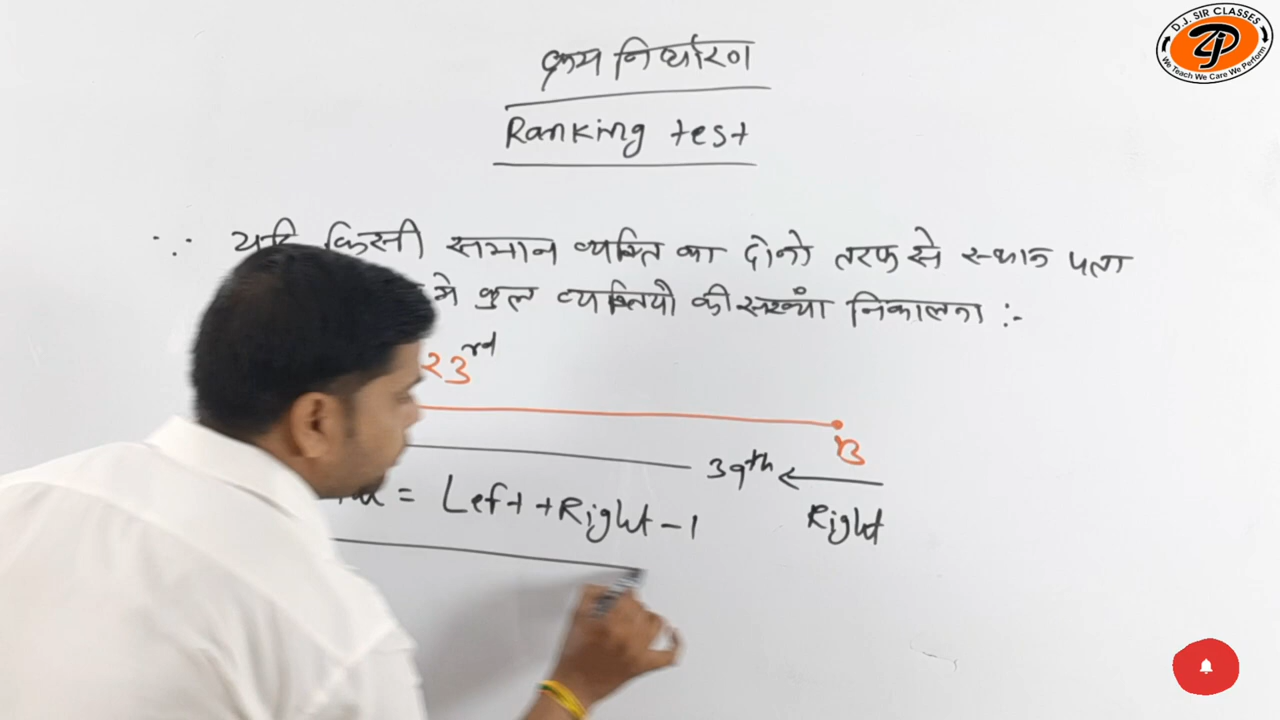 क्रम निर्धारण
Ranking test
∵ यदि किसी समान व्यक्ति का दोनो तरफ से स्थान पता
मे कुल व्यक्तियो की सख्यां निकालना :-
23rd
B
39th ←
= Left + Right - 1
Right
D.J. SIR CLASSES
We Teach We Care We Perform